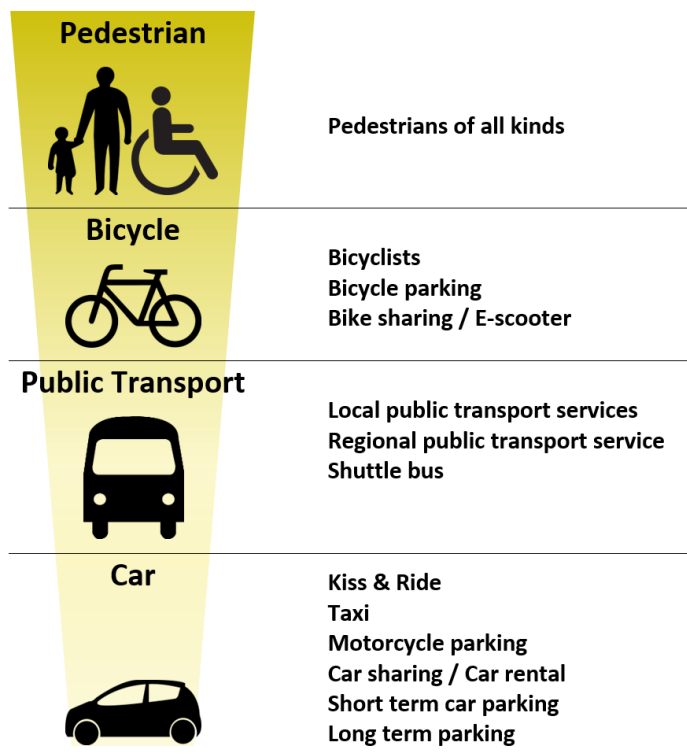 Pedestrian
Pedestrians of all kinds
Bicycle
Bicyclists
Bicycle parking
Bike sharing / E-scooter
Public Transport
Local public transport services
Regional public transport service
Shuttle bus
Car
Kiss & Ride
Taxi
Motorcycle parking
Car sharing / Car rental
Short term car parking
Long term parking